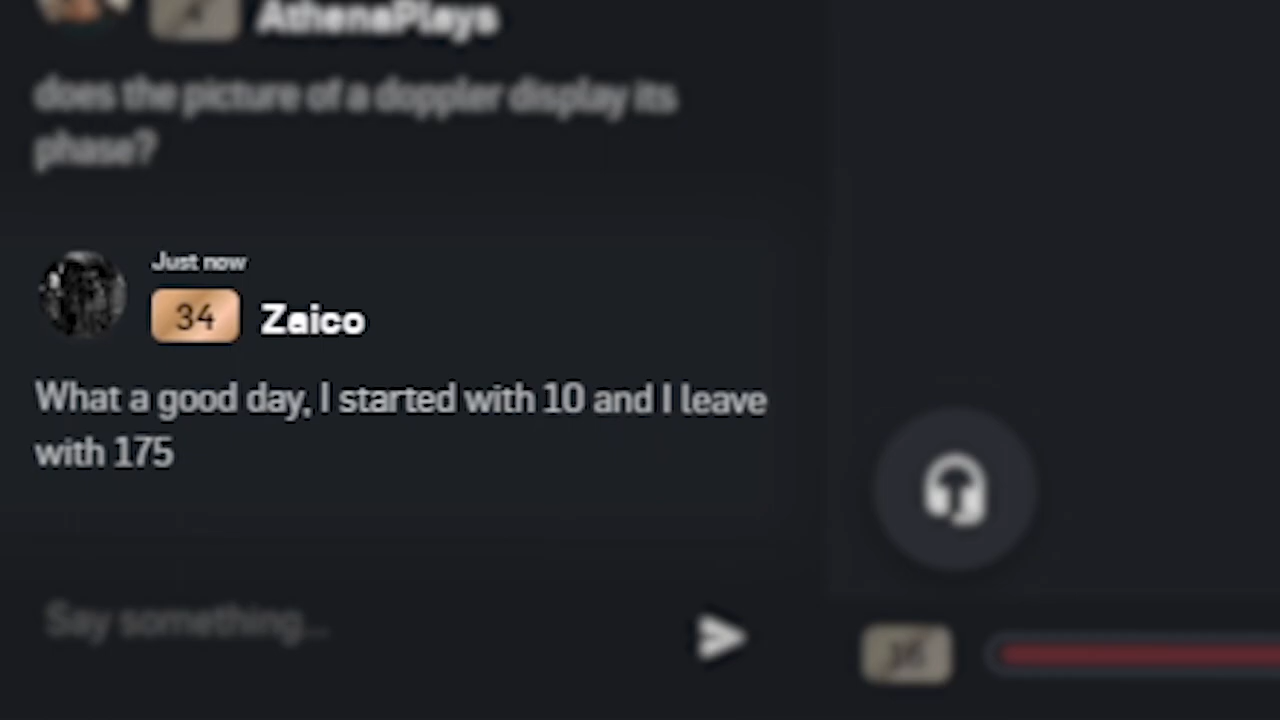 AthenaPlays
does the picture of a doppler display its
phase?
Just now
34 Zaico
What a good day, I started with 10 and I leave
with 175
Say something...